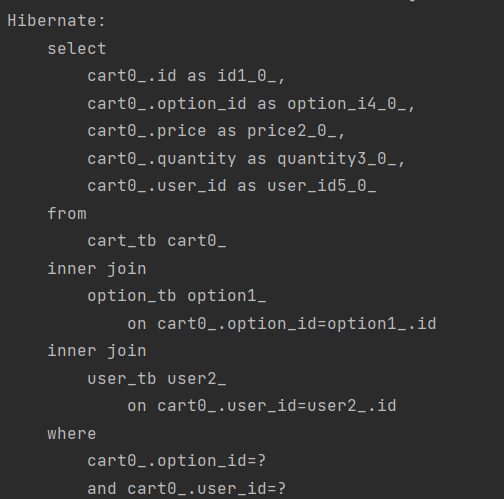 Hibernate:
    select
        cart0_.id as id1_0_,
        cart0_.option_id as option_i4_0_,
        cart0_.price as price2_0_,
        cart0_.quantity as quantity3_0_,
        cart0_.user_id as user_id5_0_
    from
        cart_tb cart0_
    inner join
        option_tb option1_
            on cart0_.option_id=option1_.id
    inner join
        user_tb user2_
            on cart0_.user_id=user2_.id
    where
        cart0_.option_id=?
        and cart0_.user_id=?